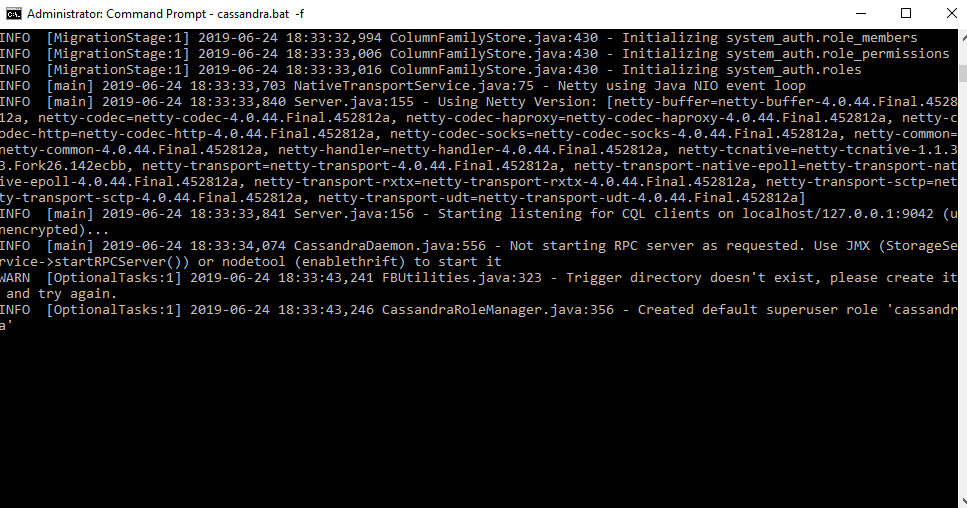 Administrator: Command Prompt - cassandra.bat -f
INFO  [MigrationStage:1] 2019-06-24 18:33:32,994 ColumnFamilyStore.java:430 - Initializing system_auth.role_members
INFO  [MigrationStage:1] 2019-06-24 18:33:33,006 ColumnFamilyStore.java:430 - Initializing system_auth.role_permissions
INFO  [MigrationStage:1] 2019-06-24 18:33:33,016 ColumnFamilyStore.java:430 - Initializing system_auth.roles
INFO  [main] 2019-06-24 18:33:33,703 NativeTransportService.java:75 - Netty using Java NIO event loop
INFO  [main] 2019-06-24 18:33:33,840 Server.java:155 - Using Netty Version: [netty-buffer=netty-buffer-4.0.44.Final.4528
12a, netty-codec=netty-codec-4.0.44.Final.452812a, netty-codec-haproxy=netty-codec-haproxy-4.0.44.Final.452812a, netty-c
odec-http=netty-codec-http-4.0.44.Final.452812a, netty-codec-socks=netty-codec-socks-4.0.44.Final.452812a, netty-common=
netty-common-4.0.44.Final.452812a, netty-handler=netty-handler-4.0.44.Final.452812a, netty-tcnative=netty-tcnative-1.1.3
3.Fork26.142ecbb, netty-transport=netty-transport-4.0.44.Final.452812a, netty-transport-native-epoll=netty-transport-nat
ive-epoll-4.0.44.Final.452812a, netty-transport-rxtx=netty-transport-rxtx-4.0.44.Final.452812a, netty-transport-sctp=net
ty-transport-sctp-4.0.44.Final.452812a, netty-transport-udt=netty-transport-udt-4.0.44.Final.452812a]
INFO  [main] 2019-06-24 18:33:33,841 Server.java:156 - Starting listening for CQL clients on localhost/127.0.0.1:9042 (u
nencrypted)...
INFO  [main] 2019-06-24 18:33:34,074 CassandraDaemon.java:556 - Not starting RPC server as requested. Use JMX (StorageSe
rvice->startRPCServer()) or nodetool (enablethrift) to start it
WARN  [OptionalTasks:1] 2019-06-24 18:33:43,241 FBUtilities.java:323 - Trigger directory doesn't exist, please create it
 and try again.
INFO  [OptionalTasks:1] 2019-06-24 18:33:43,246 CassandraRoleManager.java:356 - Created default superuser role 'cassandr
a'